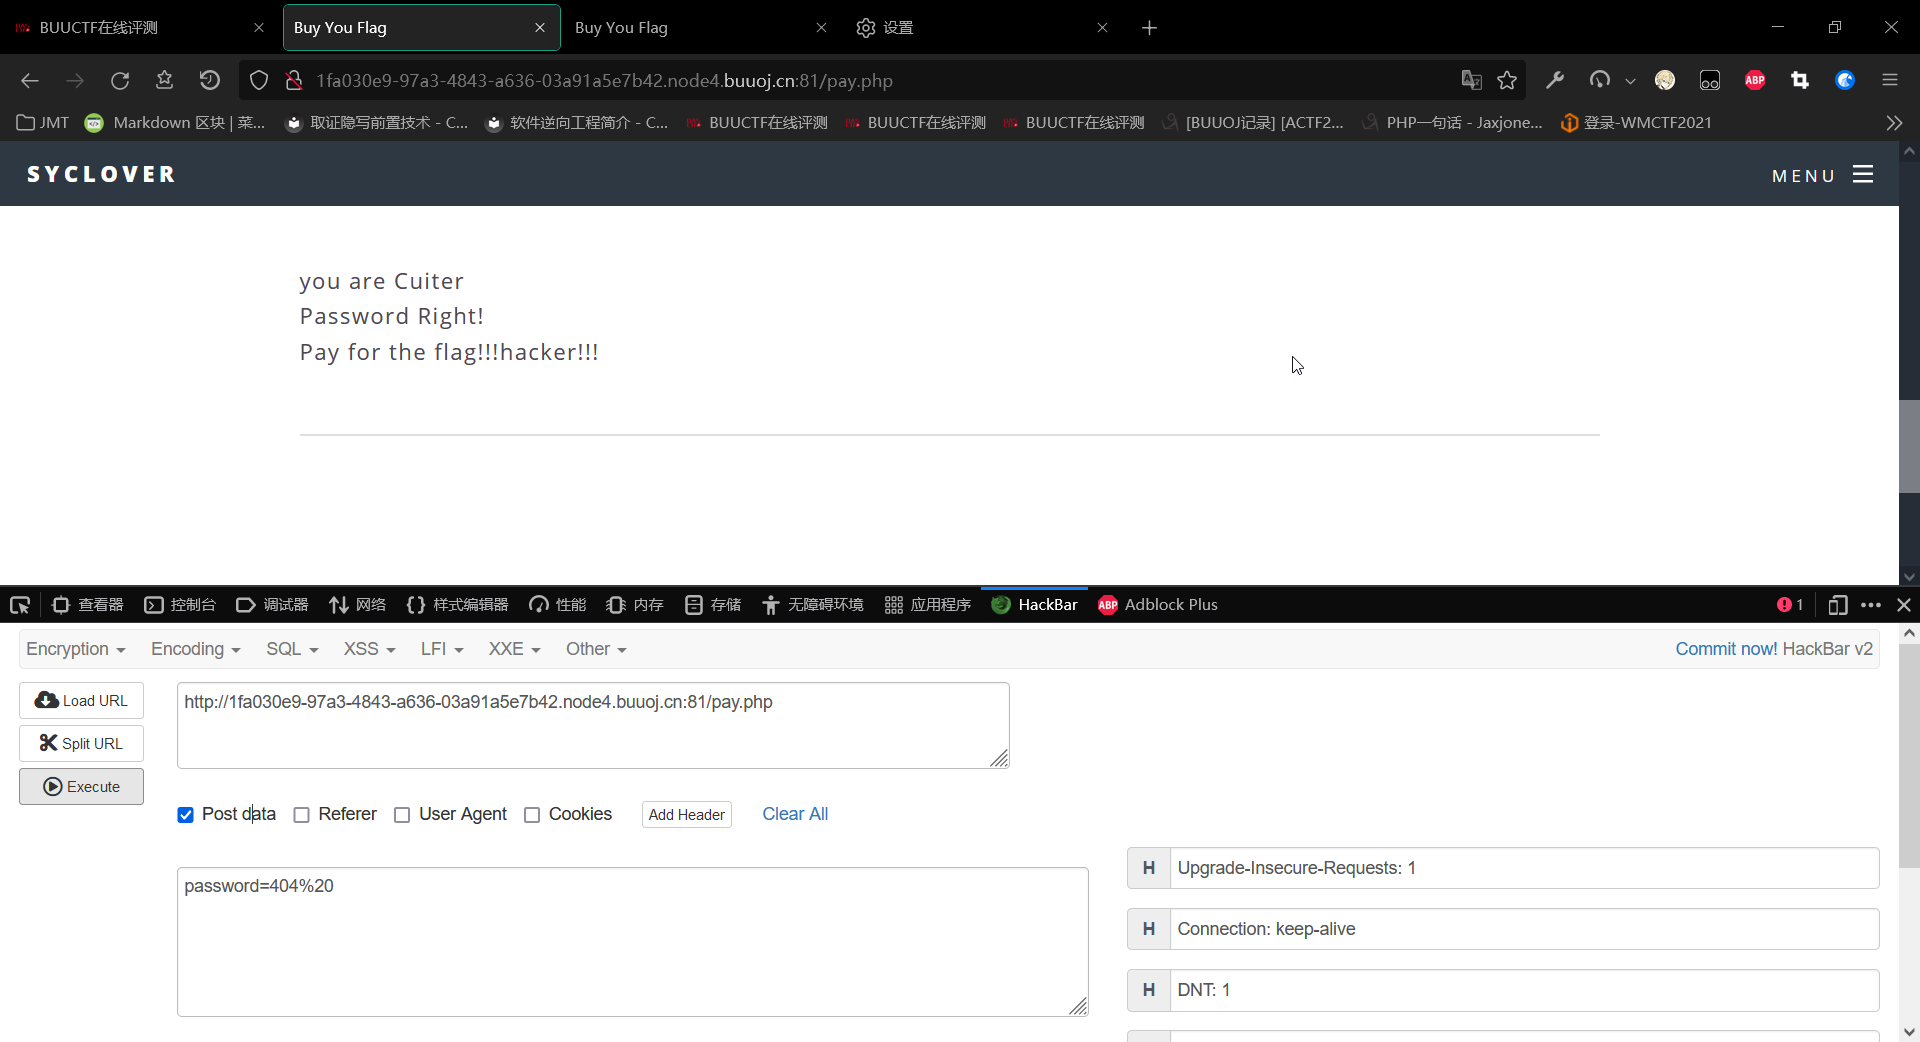 BUUCTF在线评测
Buy You Flag
Buy You Flag
设置
1fa030e9-97a3-4843-a636-03a91a5e7b42.node4.buuoj.cn:81/pay.php
ABP
JMT
Markdown 区块 | 菜...
取证隐写前置技术 - C...
软件逆向工程简介 - C...
BUUCTF在线评测
BUUCTF在线评测
BUUCTF在线评测
[BUUOJ记录] [ACTF2...
PHP一句话 - Jaxjone...
登录-WMCTF2021
SYCLOVER
MENU
you are Cuiter
Password Right!
Pay for the flag!!!hacker!!!
查看器
控制台
调试器
网络
样式编辑器
性能
内存
存储
无障碍环境
应用程序
HackBar
ABP Adblock Plus
1
Encryption
Encoding
SQL
XSS
LFI
XXE
Other
Commit now! HackBar v2
Load URL
http://1fa030e9-97a3-4843-a636-03a91a5e7b42.node4.buuoj.cn:81/pay.php
Split URL
Execute
Post data
Referer
User Agent
Cookies
Add Header
Clear All
password=404%20
H Upgrade-Insecure-Requests: 1
H Connection: keep-alive
H DNT: 1